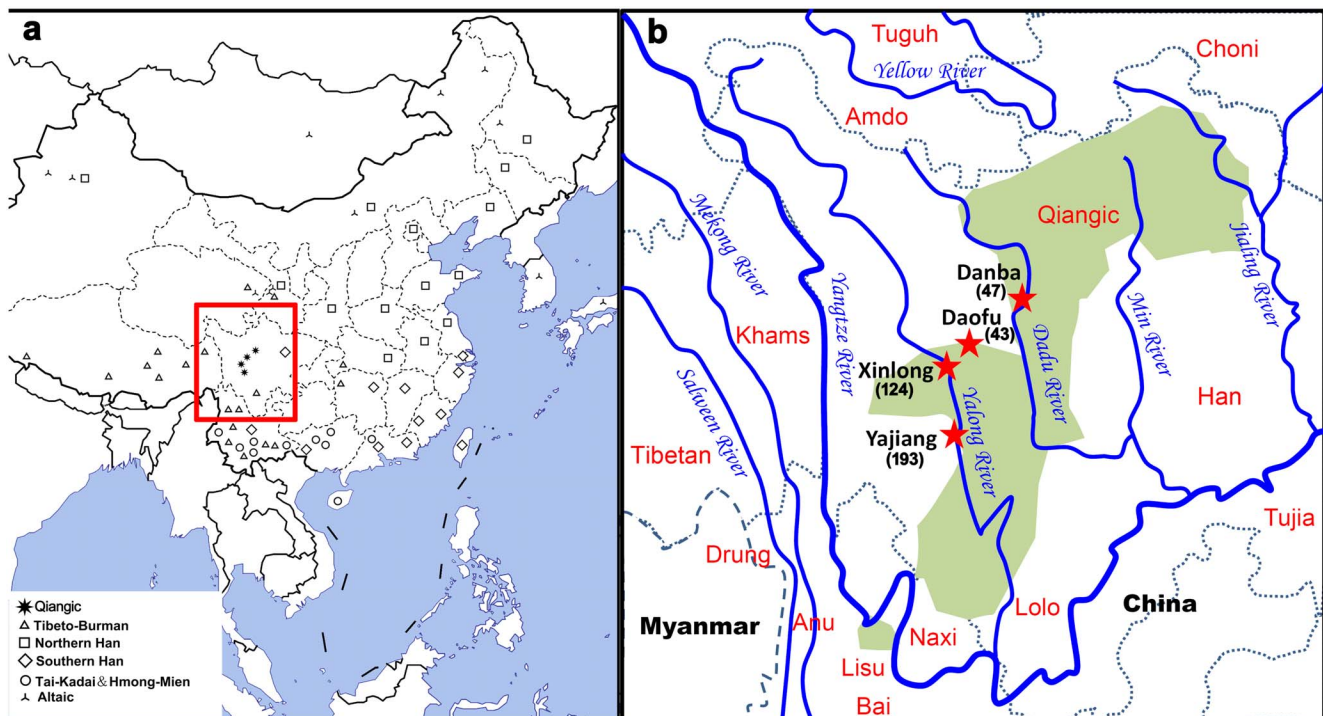 a
Qiangic
Tibeto-Burman
Northern Han
Southern Han
Tai-Kadai&Hmong-Mien
Altaic
b
Tuguh
Yellow River
Choni
Amdo
Qiangic
Mekong River
Jialing River
Danba
(47)
Daofu
(43)
Min River
Khams
Yangtze River
Dadu River
Xinlong
(124)
Han
Salween River
Yalong River
Yajiang
(193)
Tibetan
Tujia
Drung
Lolo
China
Myanmar
Anu
Naxi
Lisu
Bai